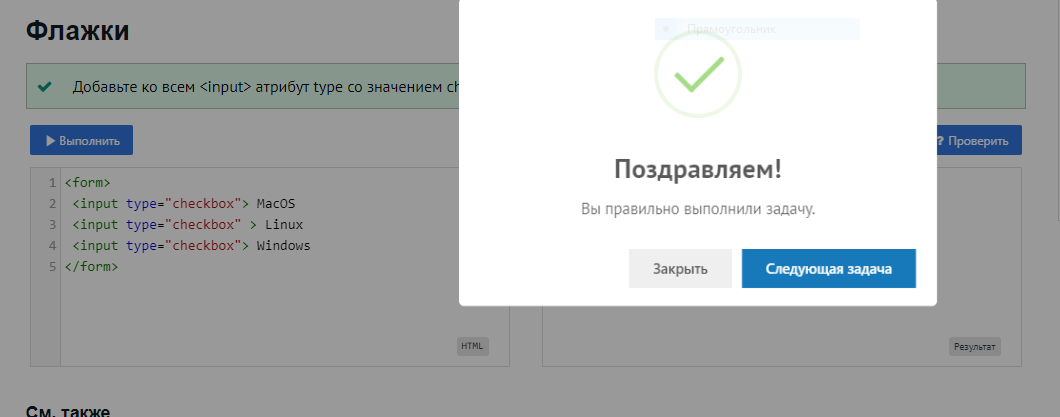 Флажки
Добавьте ко всем <input> атрибут type со значением ch
Прямоугольник
Выполнить
? Проверить
1 <form>
2 <input type="checkbox"> MacOS
3 <input type="checkbox" > Linux
4 <input type="checkbox"> Windows
5 </form>
HTML
Результат
Поздравляем!
Вы правильно выполнили задачу.
Закрыть
Следующая задача
См. также